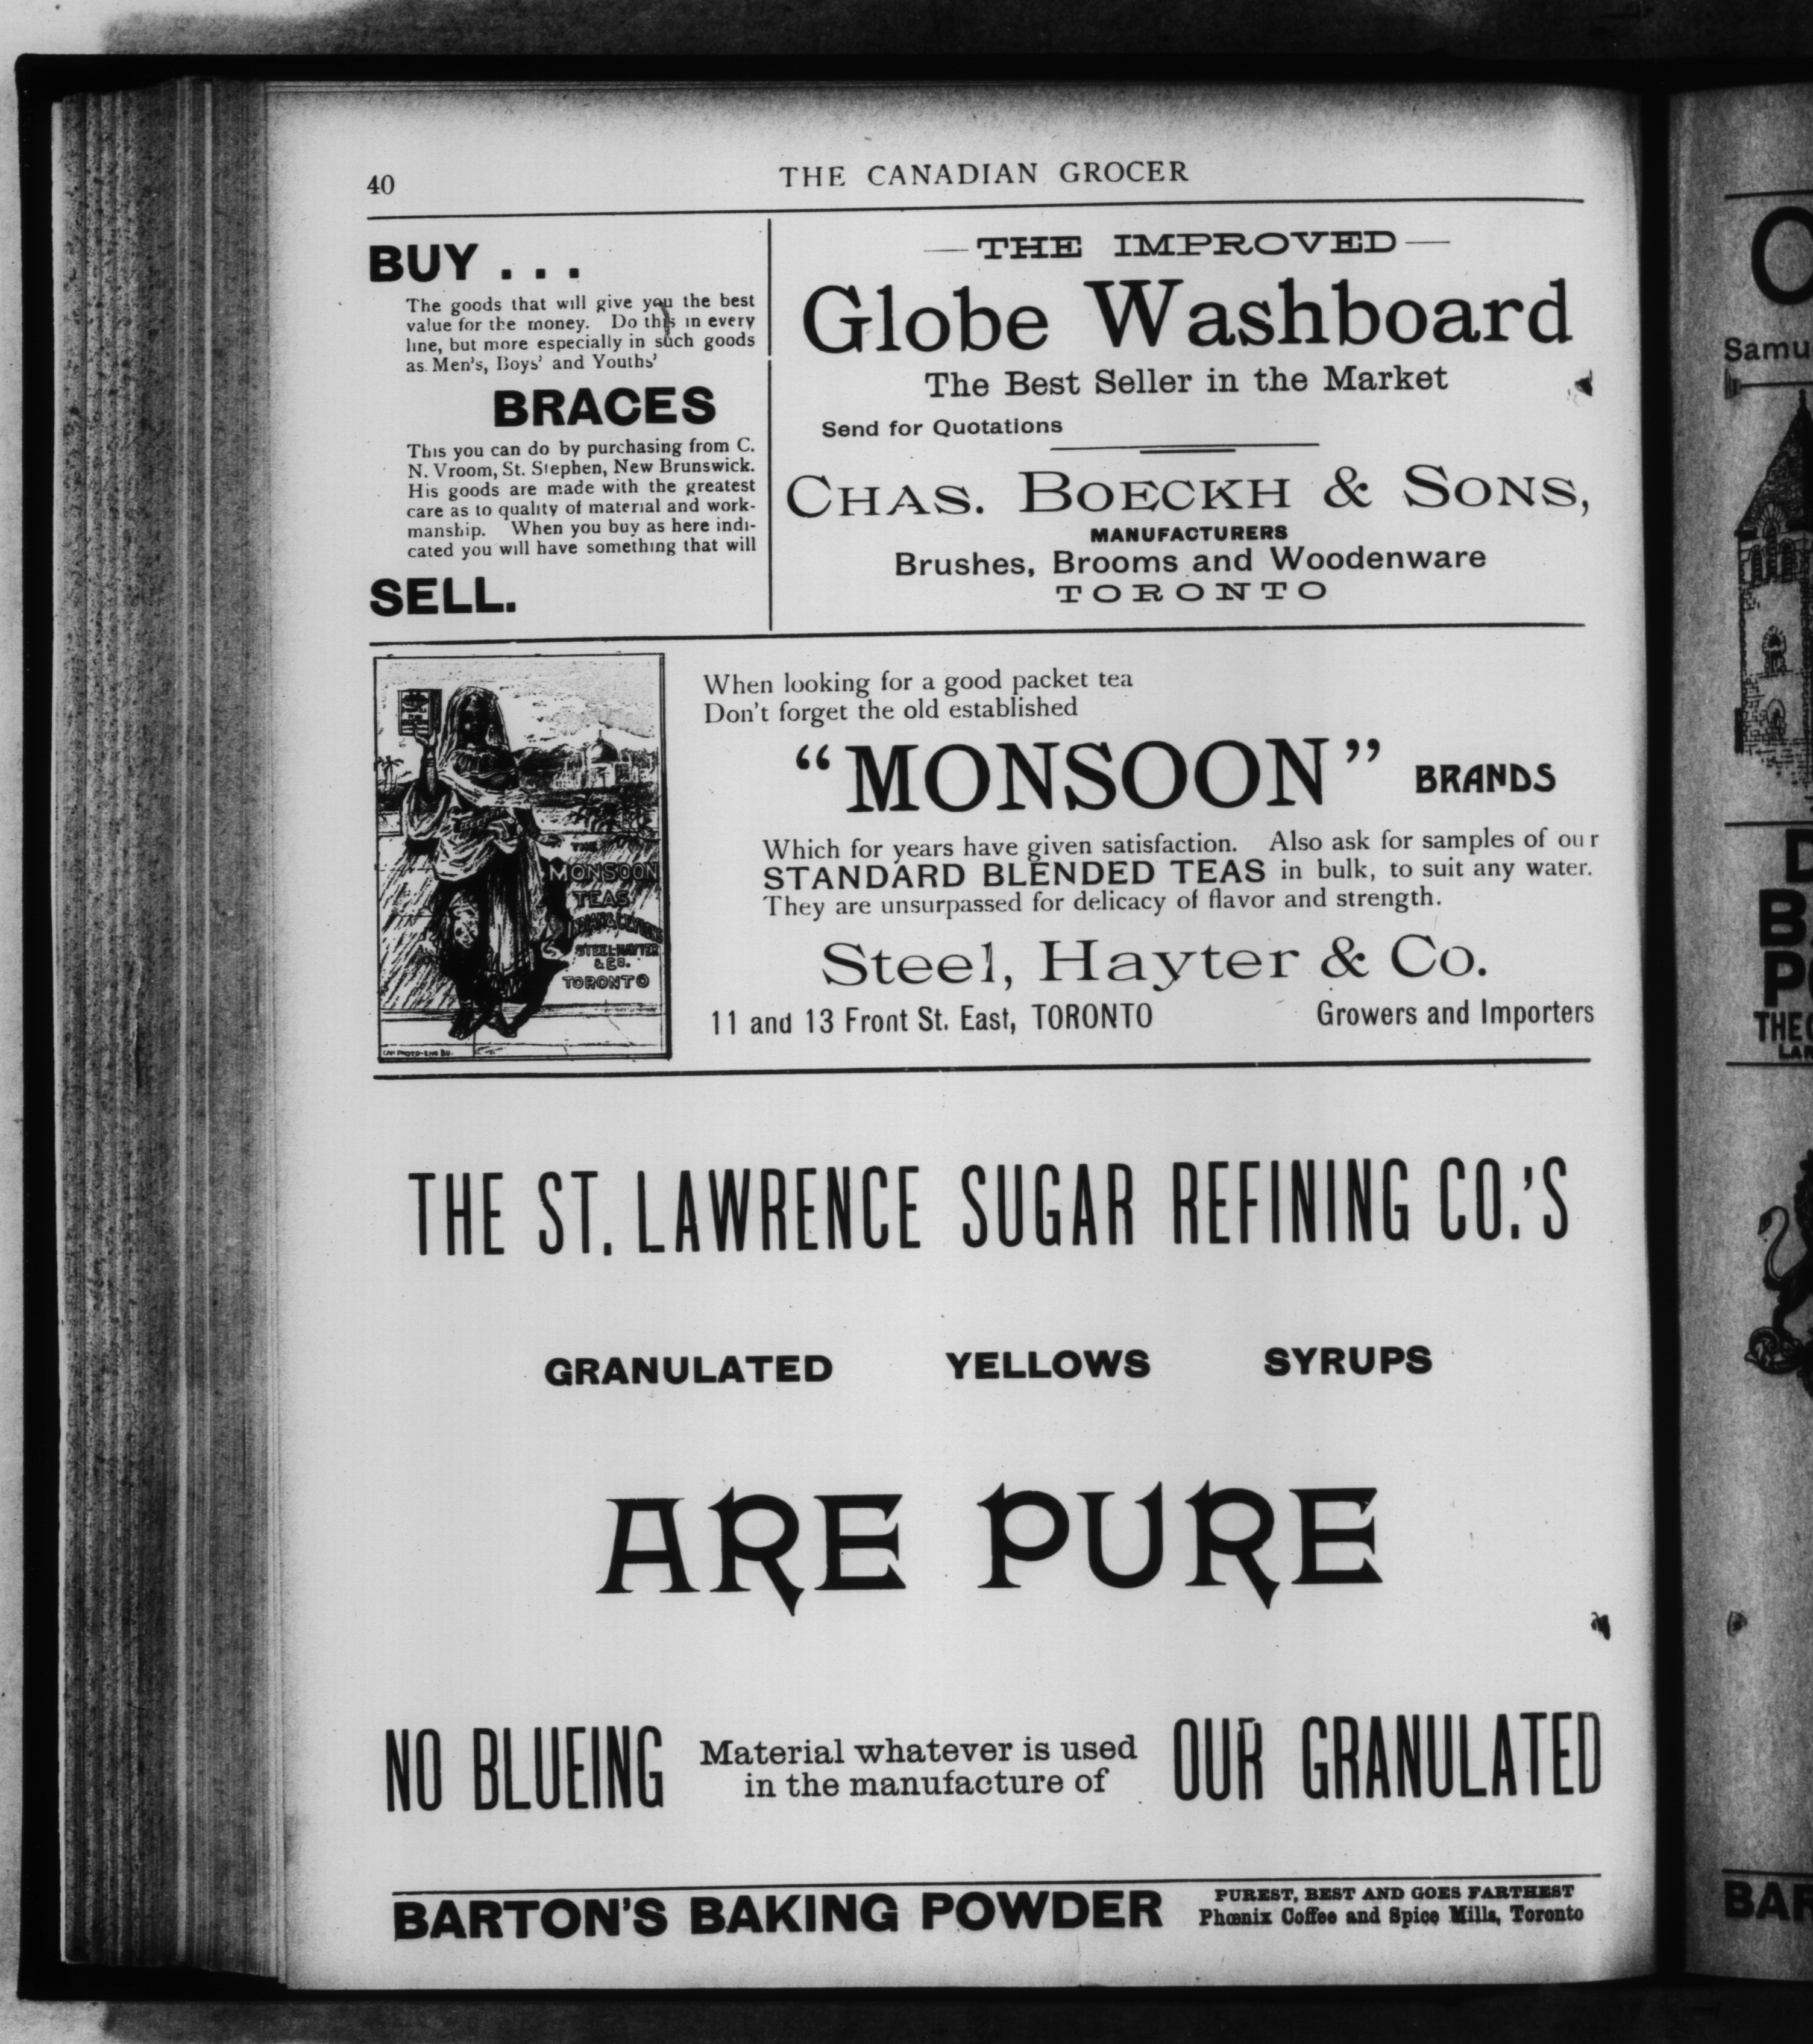 40
THE CANADIAN GROCER
BUY . . .
The goods that will give you the best
value for the money. Do this in every
line, but more especially in such goods
as Men's, Boys' and Youths'
BRACES
This you can do by purchasing from C.
N. Vroom, St. Stephen, New Brunswick.
His goods are made with the greatest
care as to quality of material and work-
manship. When you buy as here indi-
cated you will have something that will
SELL.
—THE IMPROVED—
Globe Washboard
The Best Seller in the Market
Send for Quotations
CHAS. BOECKH & SONS,
MANUFACTURERS
Brushes, Brooms and Woodenware
TORONTO
THE
MONSOON
TEAS
INDIAN & CEYLON
STEEL HAYTER
& CO.
TORONTO
When looking for a good packet tea
Don't forget the old established
“MONSOON” BRANDS
Which for years have given satisfaction. Also ask for samples of our
STANDARD BLENDED TEAS in bulk, to suit any water.
They are unsurpassed for delicacy of flavor and strength.
Steel, Hayter & Co.
11 and 13 Front St. East, TORONTO Growers and Importers
THE ST. LAWRENCE SUGAR REFINING CO.'S
GRANULATED YELLOWS SYRUPS
ARE PURE
NO BLUEING Material whatever is used in the manufacture of OUR GRANULATED
BARTON'S BAKING POWDER
PUREST, BEST AND GOES FARTHEST
Phœnix Coffee and Spice Mills, Toronto
Samu
B
THE
BAR